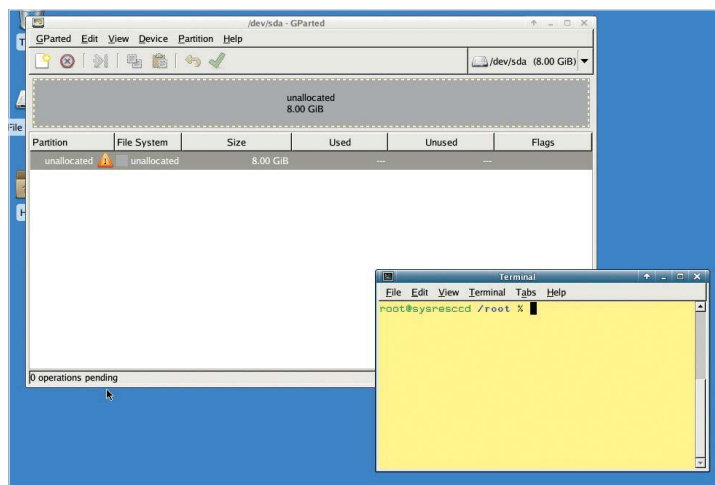 /dev/sda - GParted
GParted Edit View Device Partition Help
/dev/sda (8.00 GiB)
unallocated
8.00 GiB
Partition File System Size Used Unused Flags
unallocated unallocated 8.00 GiB --- ---
0 operations pending
T
File
H
Terminal
File Edit View Terminal Tabs Help
root@sysresccd /root %